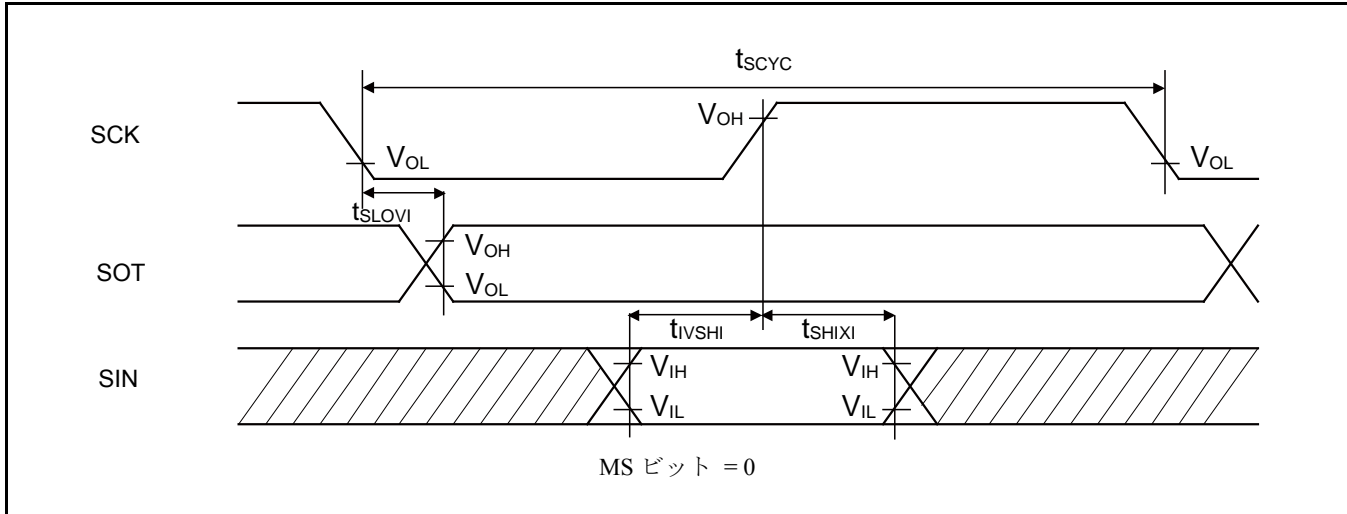 tSCYC
SCK
VOH
VOL
VOL
tSLOVI
SOT
VOH
VOL
tIVSHI
tSHIXI
SIN
VIH
VIH
VIL
VIL
MS ビット = 0